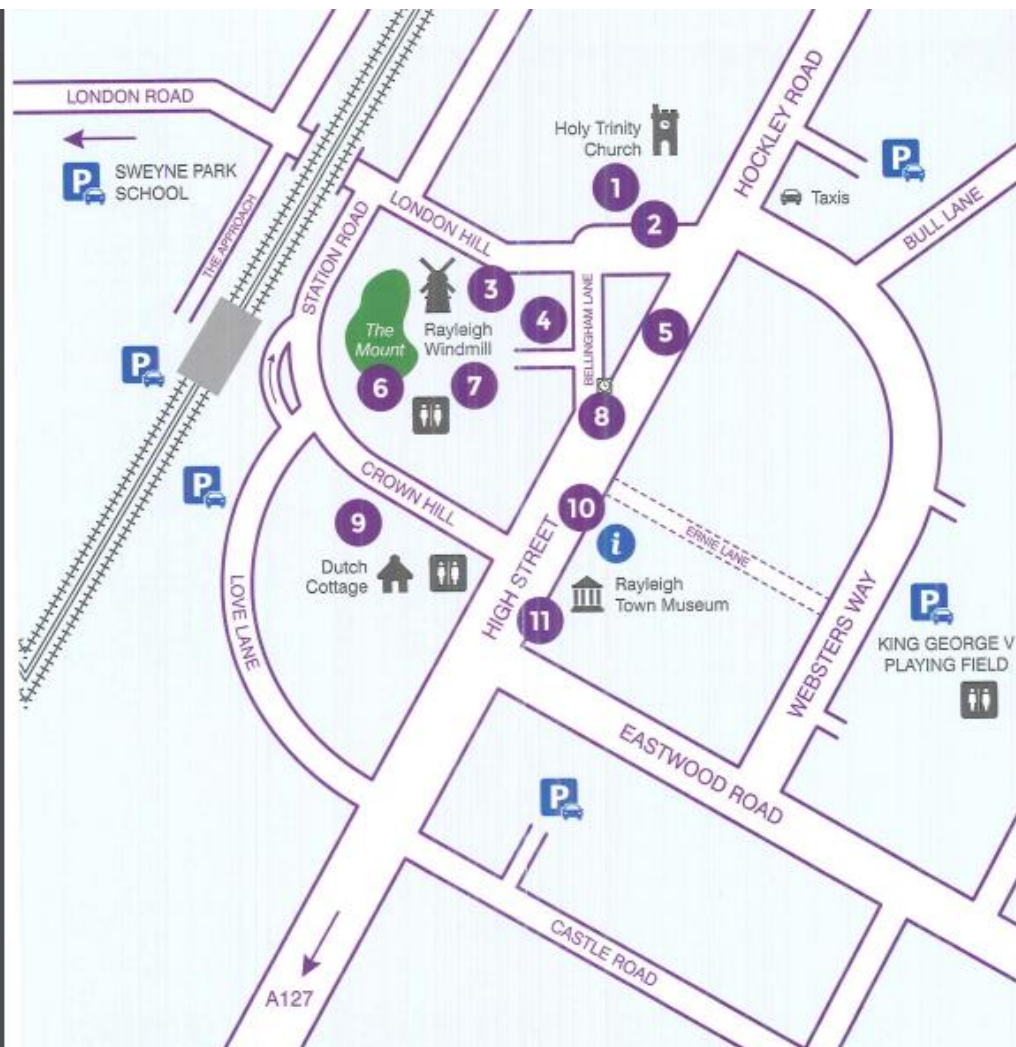 LONDON ROAD
P
SWEYNE PARK
SCHOOL
THE APPROACH
STATION ROAD
LONDON HILL
Holy Trinity
Church
1
2
HOCKLEY ROAD
P
Taxis
BULL LANE
3
4
BELLINGHAM LANE
5
The
Mount
Rayleigh
Windmill
6
7
8
P
P
CROWN HILL
9
Dutch
Cottage
LOVE LANE
HIGH STREET
10
i
ERNIE LANE
Rayleigh
Town Museum
11
WEBSTERS WAY
P
KING GEORGE V
PLAYING FIELD
EASTWOOD ROAD
P
CASTLE ROAD
A127